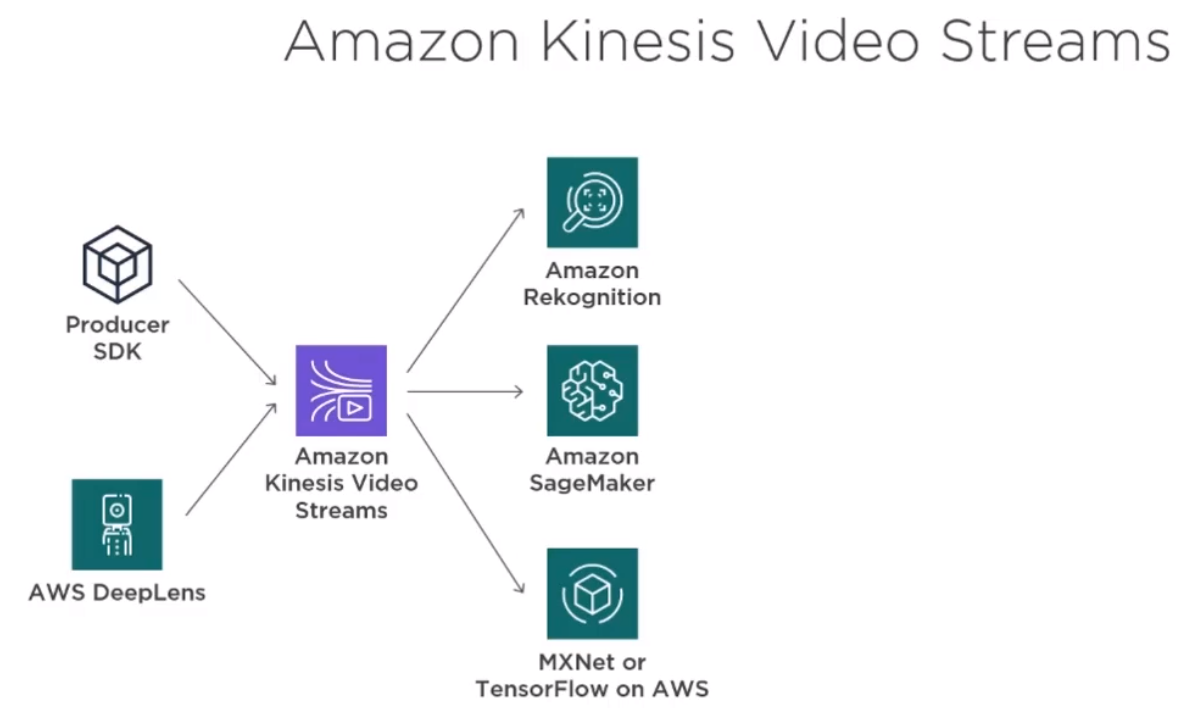 Amazon Kinesis Video Streams
Producer
SDK
AWS DeepLens
Amazon
Kinesis Video
Streams
Amazon
Rekognition
Amazon
SageMaker
MXNet or
TensorFlow on AWS